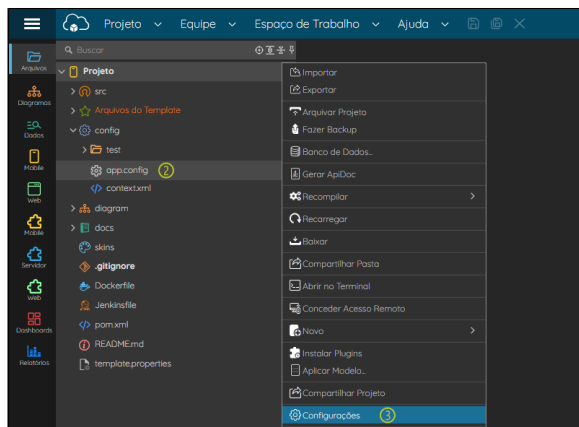 Projeto Equipe Espaço de Trabalho Ajuda
Buscar
Arquivos
Diagramas
Dados
Mobile
Web
Mobile
Servidor
Web
Dashboards
Relatórios
Projeto
src
Arquivos do Template
config
test
app.config 2
context.xml
diagram
docs
skins
.gitignore
Dockerfile
Jenkinsfile
pom.xml
README.md
template.properties
Importar
Exportar
Arquivar Projeto
Fazer Backup
Banco de Dados...
Gerar ApiDoc
Recompilar
Recarregar
Baixar
Compartilhar Pasta
Abrir no Terminal
Conceder Acesso Remoto
Novo
Instalar Plugins
Aplicar Modelo...
Compartilhar Projeto
Configurações 3